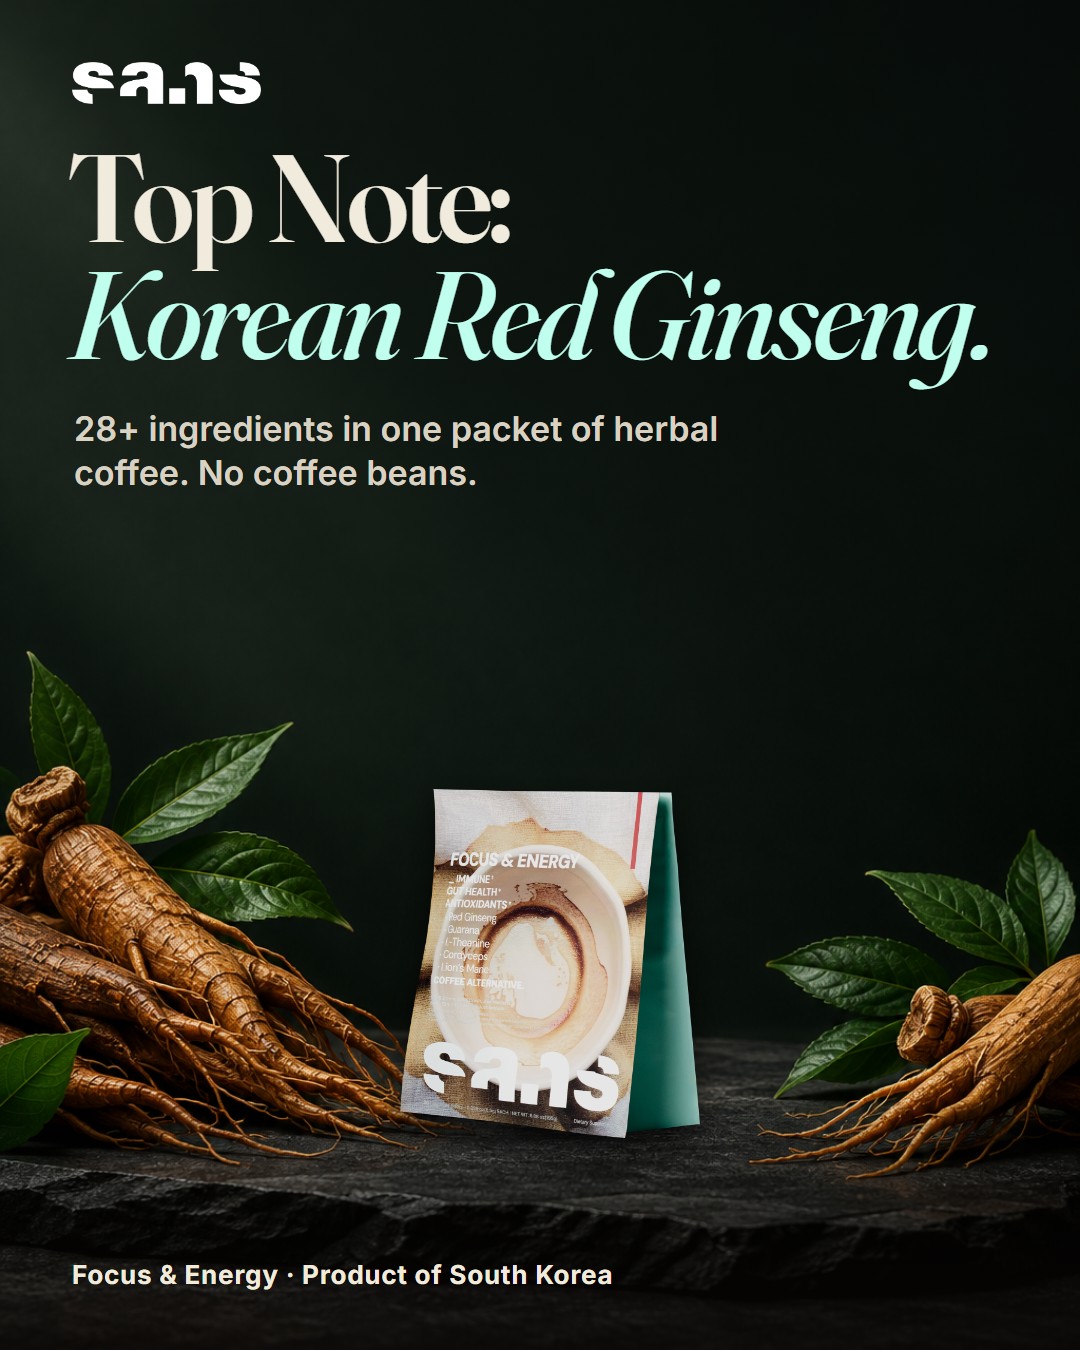 sans
Top Note:
Korean Red Ginseng.
28+ ingredients in one packet of herbal
coffee. No coffee beans.
FOCUS & ENERGY
IMMUNE†
GUT HEALTH†
ANTIOXIDANTS†
Red Ginseng
Guarana
L-Theanine
Cordyceps
Lion's Mane
COFFEE ALTERNATIVE
sans
Focus & Energy · Product of South Korea